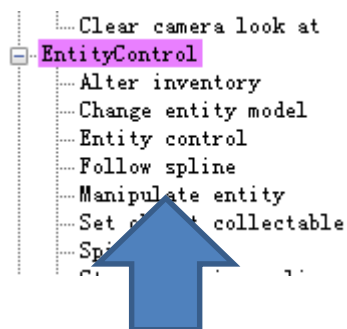 Clear camera look at
EntityControl
Alter inventory
Change entity model
Entity control
Follow spline
Manipulate entity
Set collectable